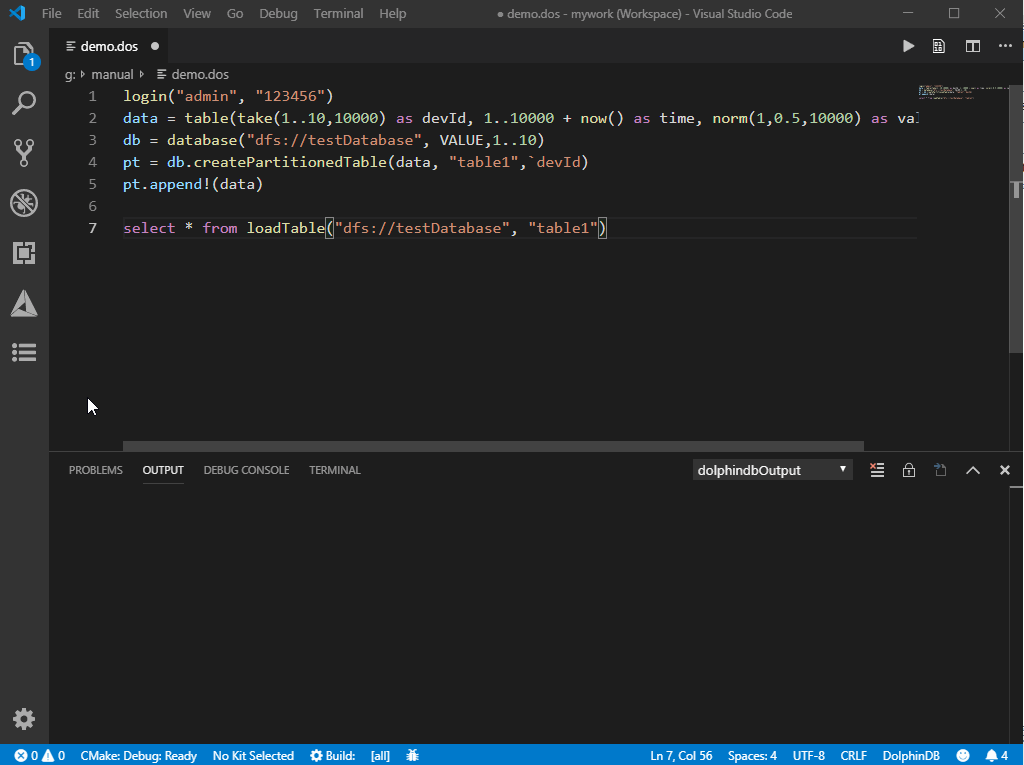 File Edit Selection View Go Debug Terminal Help ● demo.dos - mywork (Workspace) - Visual Studio Code
demo.dos
g: manual demo.dos
1
1 login("admin", "123456")
2 data = table(take(1..10,10000) as devId, 1..10000 + now() as time, norm(1,0.5,10000) as val
3 db = database("dfs://testDatabase", VALUE,1..10)
4 pt = db.createPartitionedTable(data, "table1",`devId)
5 pt.append!(data)
6
7 select * from loadTable("dfs://testDatabase", "table1")
PROBLEMS OUTPUT DEBUG CONSOLE TERMINAL dolphindbOutput
0 0 CMake: Debug: Ready No Kit Selected Build: [all] Ln 7, Col 56 Spaces: 4 UTF-8 CRLF DolphinDB 4